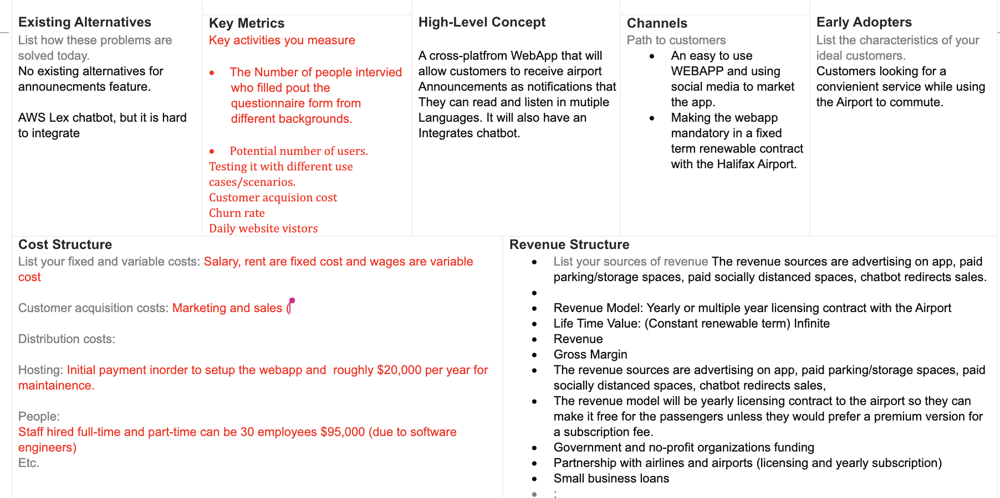 Existing Alternatives
List how these problems are
solved today.
No existing alternatives for
announecments feature.
AWS Lex chatbot, but it is hard
to integrate
Key Metrics
Key activities you measure
• The Number of people intervied
who filled pout the
questionnaire form from
different backgrounds.
• Potential number of users.
Testing it with different use
cases/scenarios.
Customer acquision cost
Churn rate
Daily website vistors
High-Level Concept
A cross-platfrom WebApp that will
allow customers to receive airport
Announcements as notifications that
They can read and listen in mutiple
Languages. It will also have an
Integrates chatbot.
Channels
Path to customers
• An easy to use
WEBAPP and using
social media to market
the app.
• Making the webapp
mandatory in a fixed
term renewable contract
with the Halifax Airport.
Early Adopters
List the characteristics of your
ideal customers.
Customers looking for a
convienient service while using
the Airport to commute.
Cost Structure
List your fixed and variable costs: Salary, rent are fixed cost and wages are variable
cost
Customer acquisition costs: Marketing and sales (
Distribution costs:
Hosting: Initial payment inorder to setup the webapp and  roughly $20,000 per year for
maintainence.
People:
Staff hired full-time and part-time can be 30 employees $95,000 (due to software
engineers)
Etc.
Revenue Structure
• List your sources of revenue The revenue sources are advertising on app, paid
parking/storage spaces, paid socially distanced spaces, chatbot redirects sales.
•
• Revenue Model: Yearly or multiple year licensing contract with the Airport
• Life Time Value: (Constant renewable term) Infinite
• Revenue
• Gross Margin
• The revenue sources are advertising on app, paid parking/storage spaces, paid
socially distanced spaces, chatbot redirects sales,
• The revenue model will be yearly licensing contract to the airport so they can
make it free for the passengers unless they would prefer a premium version for
a subscription fee.
• Government and no-profit organizations funding
• Partnership with airlines and airports (licensing and yearly subscription)
• Small business loans
• :